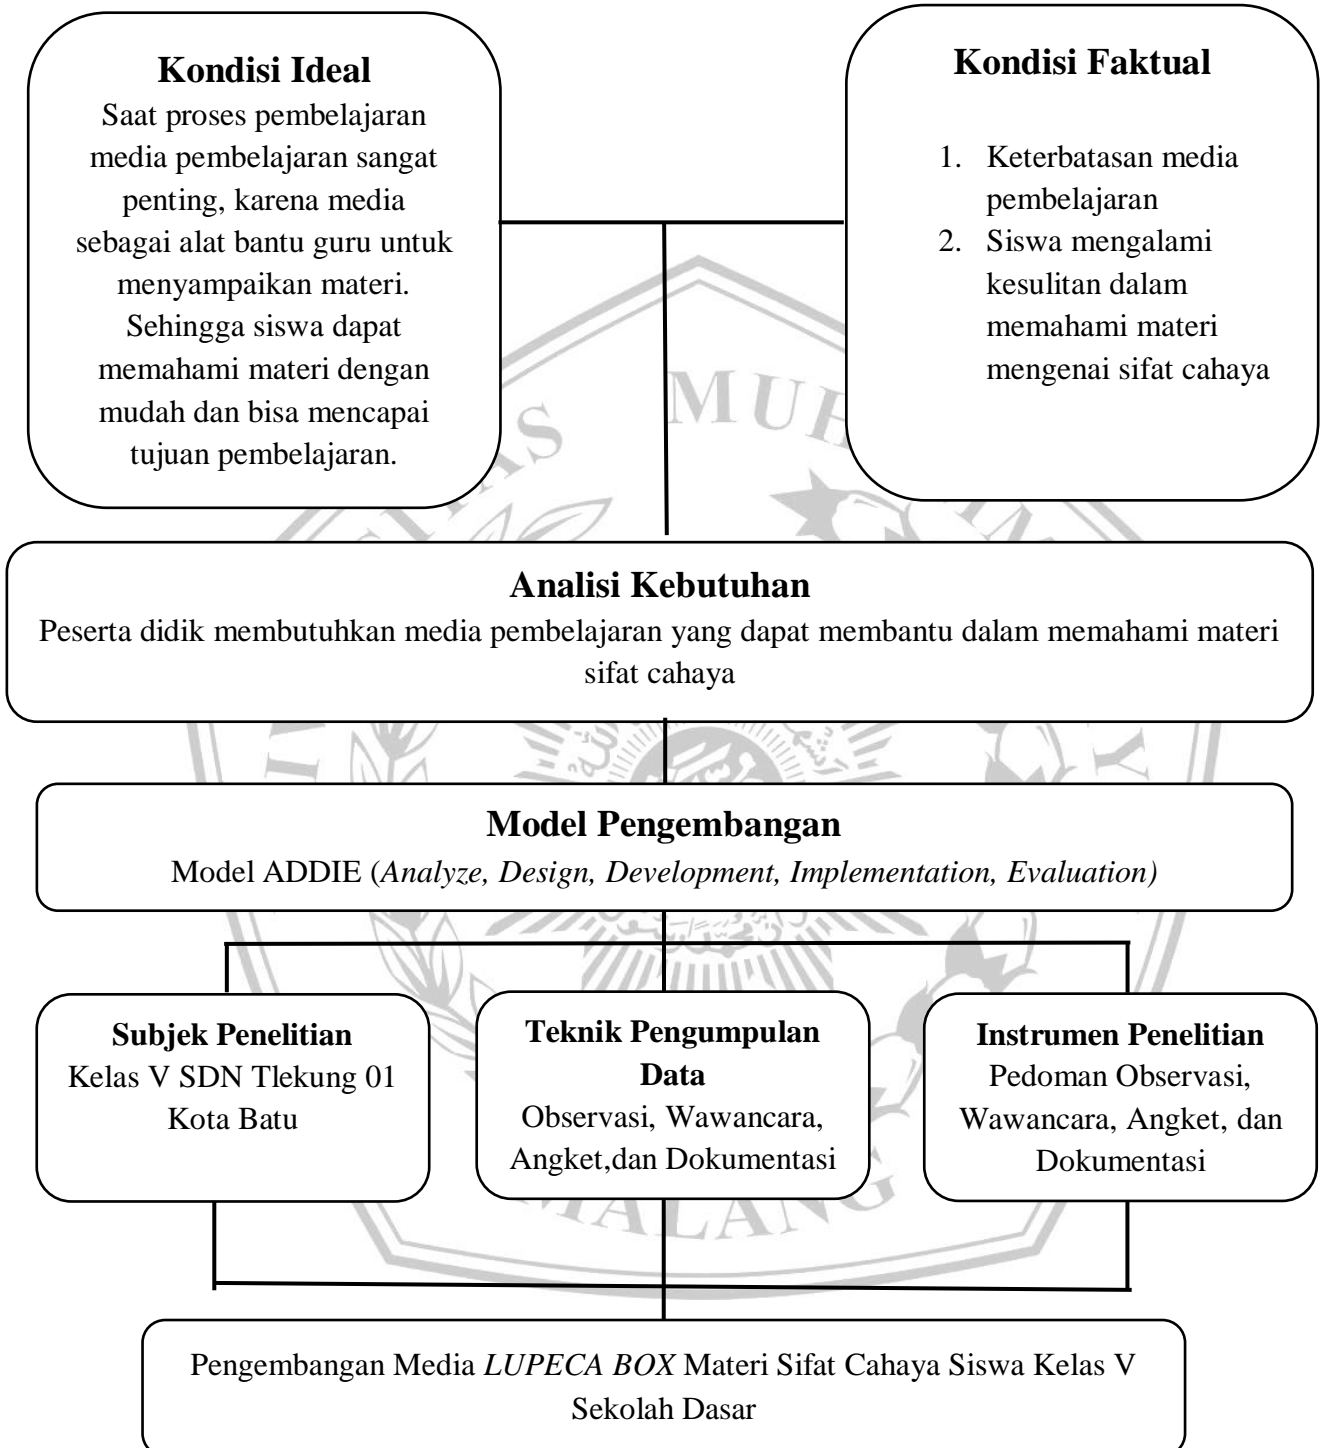 Kondisi Ideal
Saat proses pembelajaran
media pembelajaran sangat
penting, karena media
sebagai alat bantu guru untuk
menyampaikan materi.
Sehingga siswa dapat
memahami materi dengan
mudah dan bisa mencapai
tujuan pembelajaran.
Kondisi Faktual
1. Keterbatasan media
pembelajaran
2. Siswa mengalami
kesulitan dalam
memahami materi
mengenai sifat cahaya
Analisi Kebutuhan
Peserta didik membutuhkan media pembelajaran yang dapat membantu dalam memahami materi
sifat cahaya
Model Pengembangan
Model ADDIE (Analyze, Design, Development, Implementation, Evaluation)
Subjek Penelitian
Kelas V SDN Tlekung 01
Kota Batu
Teknik Pengumpulan
Data
Observasi, Wawancara,
Angket,dan Dokumentasi
Instrumen Penelitian
Pedoman Observasi,
Wawancara, Angket, dan
Dokumentasi
Pengembangan Media LUPECA BOX Materi Sifat Cahaya Siswa Kelas V
Sekolah Dasar
MALANG